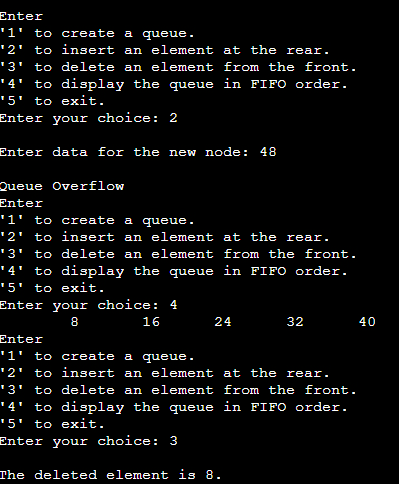 Enter
'1' to create a queue.
'2' to insert an element at the rear.
'3' to delete an element from the front.
'4' to display the queue in FIFO order.
'5' to exit.
Enter your choice: 2
Enter data for the new node: 48
Queue Overflow
Enter
'1' to create a queue.
'2' to insert an element at the rear.
'3' to delete an element from the front.
'4' to display the queue in FIFO order.
'5' to exit.
Enter your choice: 4
8 16 24 32 40
Enter
'1' to create a queue.
'2' to insert an element at the rear.
'3' to delete an element from the front.
'4' to display the queue in FIFO order.
'5' to exit.
Enter your choice: 3
The deleted element is 8.